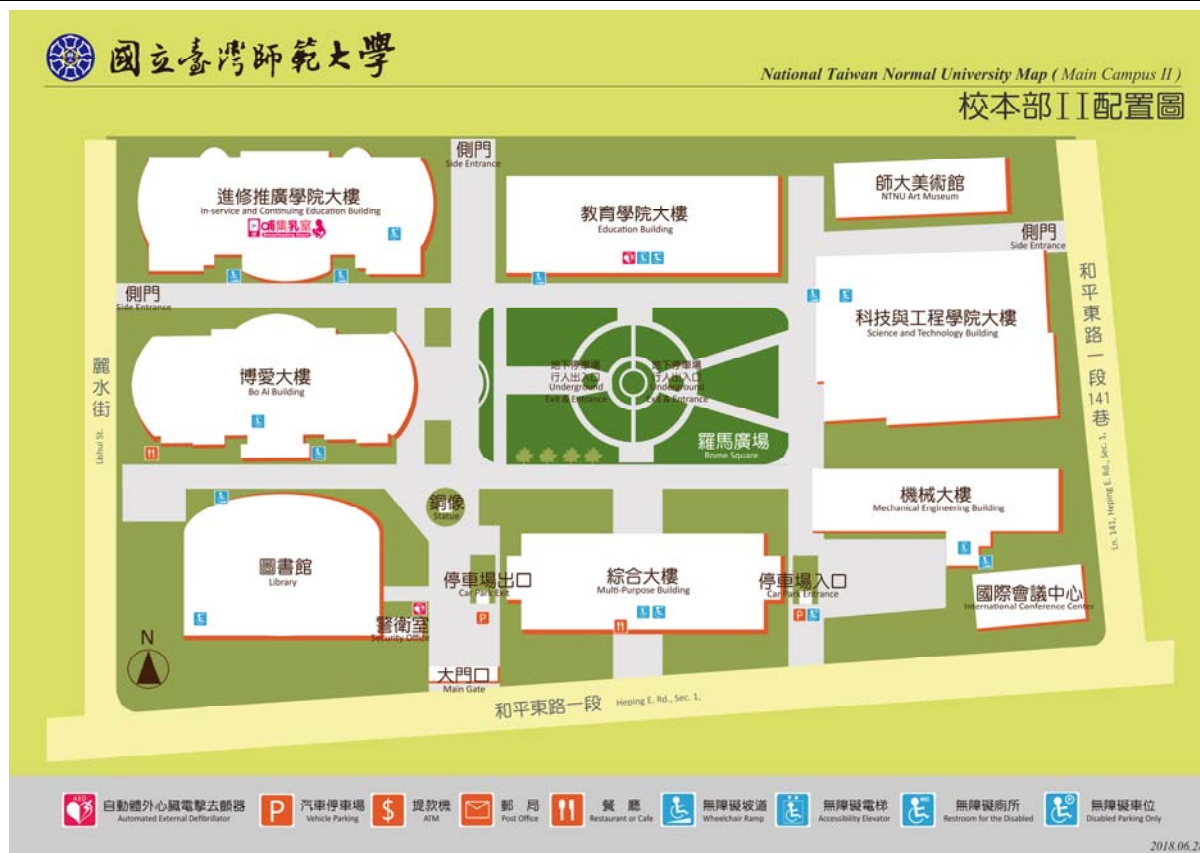 國立臺灣師範大學
National Taiwan Normal University Map ( Main Campus II )
校本部II配置圖
側門
Side Entrance
進修推廣學院大樓
In-service and Continuing Education Building
哺集乳室
教育學院大樓
Education Building
師大美術館
NTNU Art Museum
側門
Side Entrance
側門
Side Entrance
科技與工程學院大樓
Science and Technology Building
博愛大樓
Bo Ai Building
地下停車場
行人出入口
Underground
Exit & Entrance
地下停車場
行人出入口
Underground
Exit & Entrance
羅馬廣場
Rome Square
麗水街
Lishui St.
和平東路一段141巷
Ln. 141, Heping E. Rd., Sec. 1,
銅像
Statue
機械大樓
Mechanical Engineering Building
圖書館
Library
停車場出口
Car Park Exit
綜合大樓
Multi-Purpose Building
停車場入口
Car Park Entrance
國際會議中心
International Conference Center
警衛室
Security Office
N
大門口
Main Gate
和平東路一段 Heping E. Rd., Sec. 1,
AED
自動體外心臟電擊去顫器
Automated External Defibrillator
P
汽車停車場
Vehicle Parking
$
提款機
ATM
郵局
Post Office
餐廳
Restaurant or Cafe
無障礙坡道
Wheelchair Ramp
無障礙電梯
Accessibility Elevator
無障礙廁所
Restroom for the Disabled
無障礙車位
Disabled Parking Only